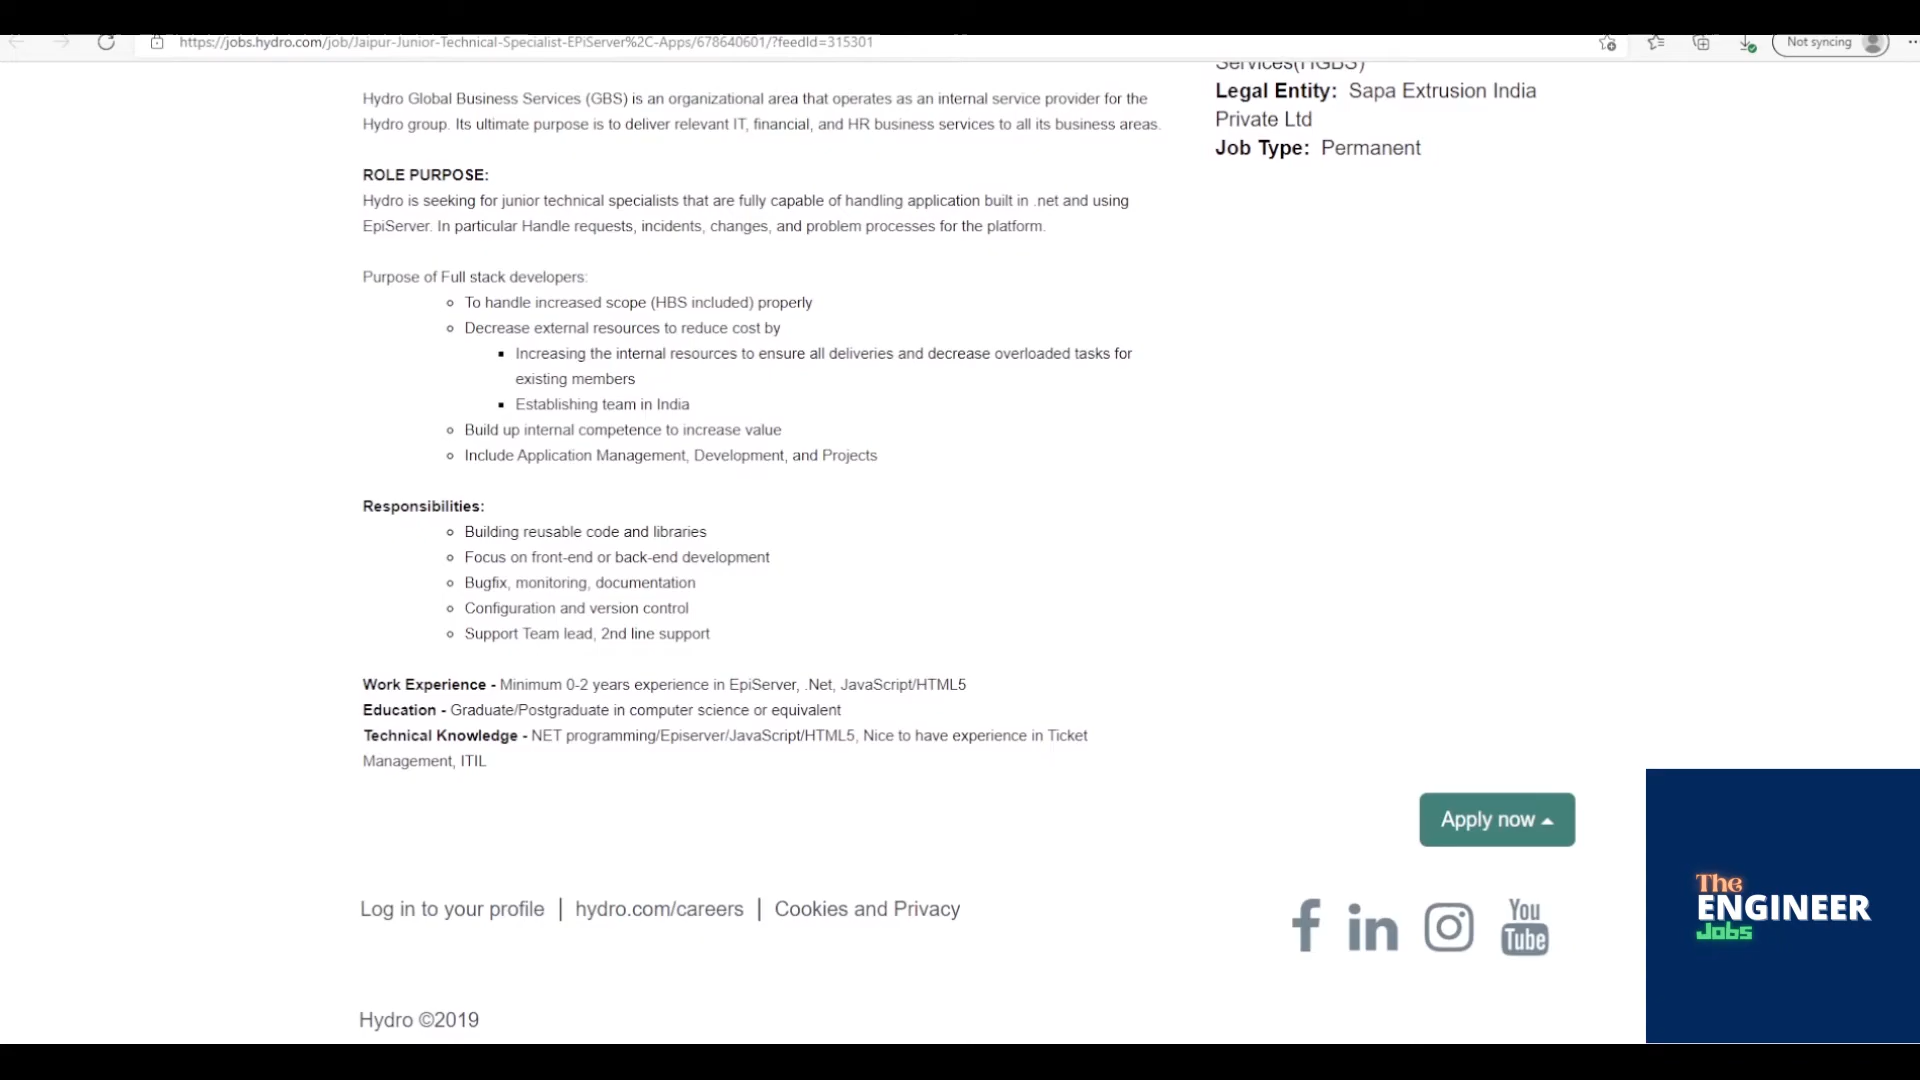 https://jobs.hydro.com/job/Jaipur-Junior-Technical-Specialist-EPiServer%2C-Apps/678640601/?feedId=315301
Not syncing
Hydro Global Business Services (GBS) is an organizational area that operates as an internal service provider for the
Hydro group. Its ultimate purpose is to deliver relevant IT, financial, and HR business services to all its business areas.
ROLE PURPOSE:
Hydro is seeking for junior technical specialists that are fully capable of handling application built in .net and using
EpiServer. In particular Handle requests, incidents, changes, and problem processes for the platform.
Purpose of Full stack developers:
To handle increased scope (HBS included) properly
Decrease external resources to reduce cost by
Increasing the internal resources to ensure all deliveries and decrease overloaded tasks for
existing members
Establishing team in India
Build up internal competence to increase value
Include Application Management, Development, and Projects
Responsibilities:
Building reusable code and libraries
Focus on front-end or back-end development
Bugfix, monitoring, documentation
Configuration and version control
Support Team lead, 2nd line support
Work Experience - Minimum 0-2 years experience in EpiServer, .Net, JavaScript/HTML5
Education - Graduate/Postgraduate in computer science or equivalent
Technical Knowledge - NET programming/Episerver/JavaScript/HTML5, Nice to have experience in Ticket
Management, ITIL
Services(HGBS)
Legal Entity: Sapa Extrusion India
Private Ltd
Job Type: Permanent
Apply now
Log in to your profile | hydro.com/careers | Cookies and Privacy
You
Tube
Hydro ©2019
The
ENGINEER
Jobs